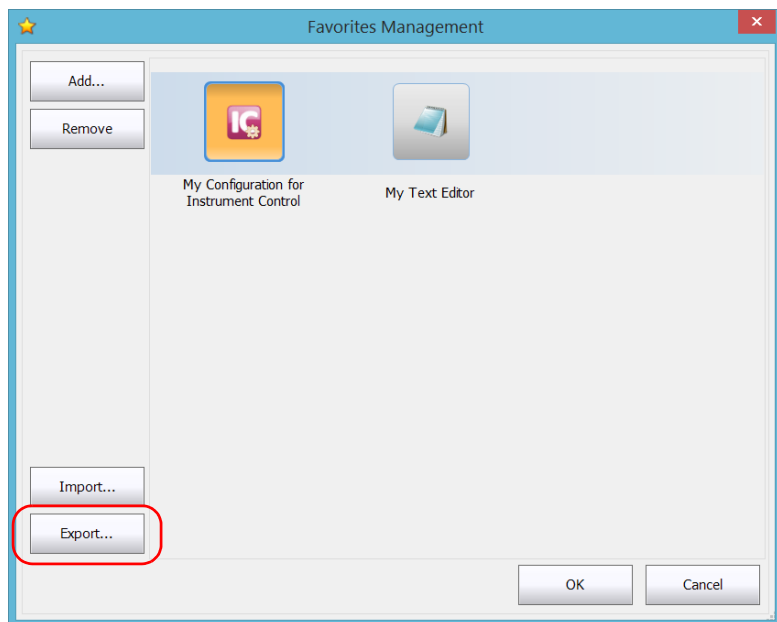 Favorites Management
Add...
Remove
IC
My Configuration for
Instrument Control
My Text Editor
Import...
Export...
OK
Cancel